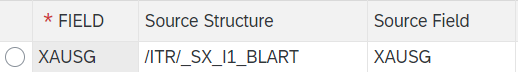 * FIELD Source Structure Source Field
XAUSG /ITR/_SX_I1_BLART XAUSG